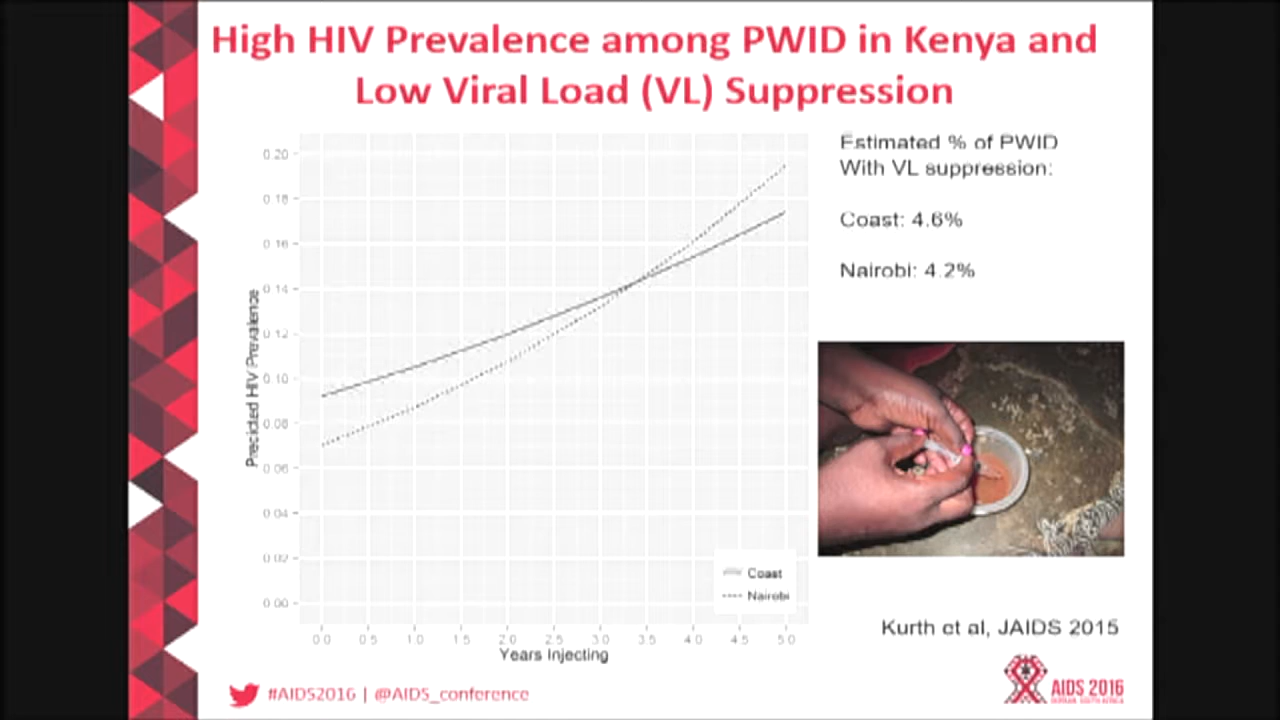 High HIV Prevalence among PWID in Kenya and
Low Viral Load (VL) Suppression
Estimated % of PWID
With VL suppression:
Coast: 4.6%
Nairobi: 4.2%
0.20
0.18
0.16
0.14
0.12
0.10
0.08
0.06
0.04
0.02
0.00
Predicted HIV Prevalence
Coast
Nairobi
0.0 0.5 1.0 1.5 2.0 2.5 3.0 3.5 4.0 4.5 5.0
Years Injecting
Kurth et al, JAIDS 2015
#AIDS2016 | @AIDS_conference
AIDS 2016
DURBAN, SOUTH AFRICA